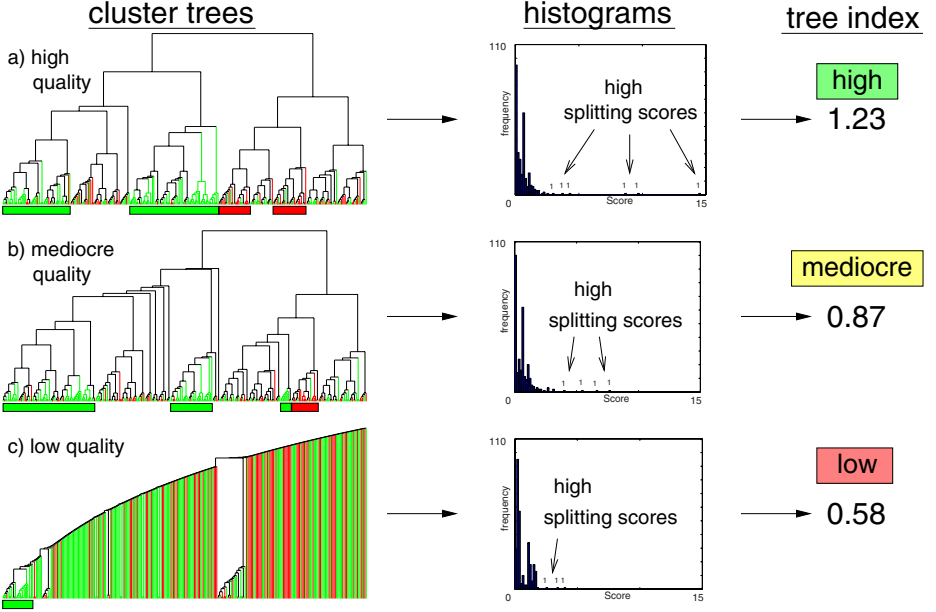 cluster trees
histograms
tree index
a) high
quality
110
frequency
high
splitting scores
1 1 1 1 1 1
0
Score
15
high
1.23
b) mediocre
quality
110
frequency
high
splitting scores
1 1 1 1
0
Score
15
mediocre
0.87
c) low quality
110
frequency
high
splitting scores
1 1 1
0
Score
15
low
0.58